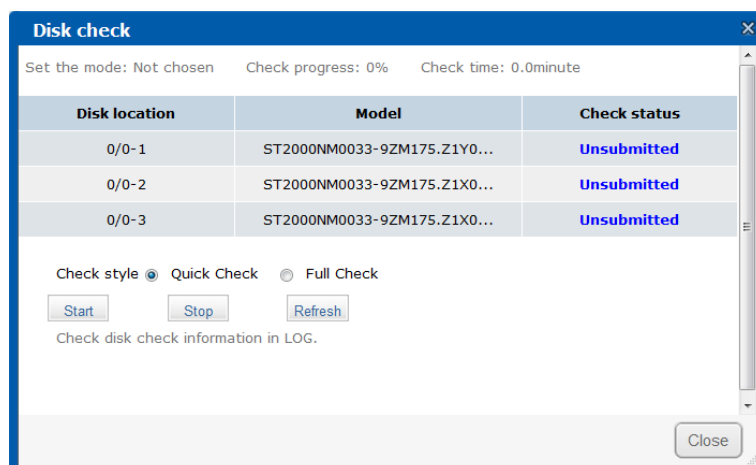 Disk check
Set the mode: Not chosen Check progress: 0% Check time: 0.0minute
Disk location Model Check status
0/0-1 ST2000NM0033-9ZM175.Z1Y0... Unsubmitted
0/0-2 ST2000NM0033-9ZM175.Z1X0... Unsubmitted
0/0-3 ST2000NM0033-9ZM175.Z1X0... Unsubmitted
Check style Quick Check Full Check
Start Stop Refresh
Check disk check information in LOG.
Close